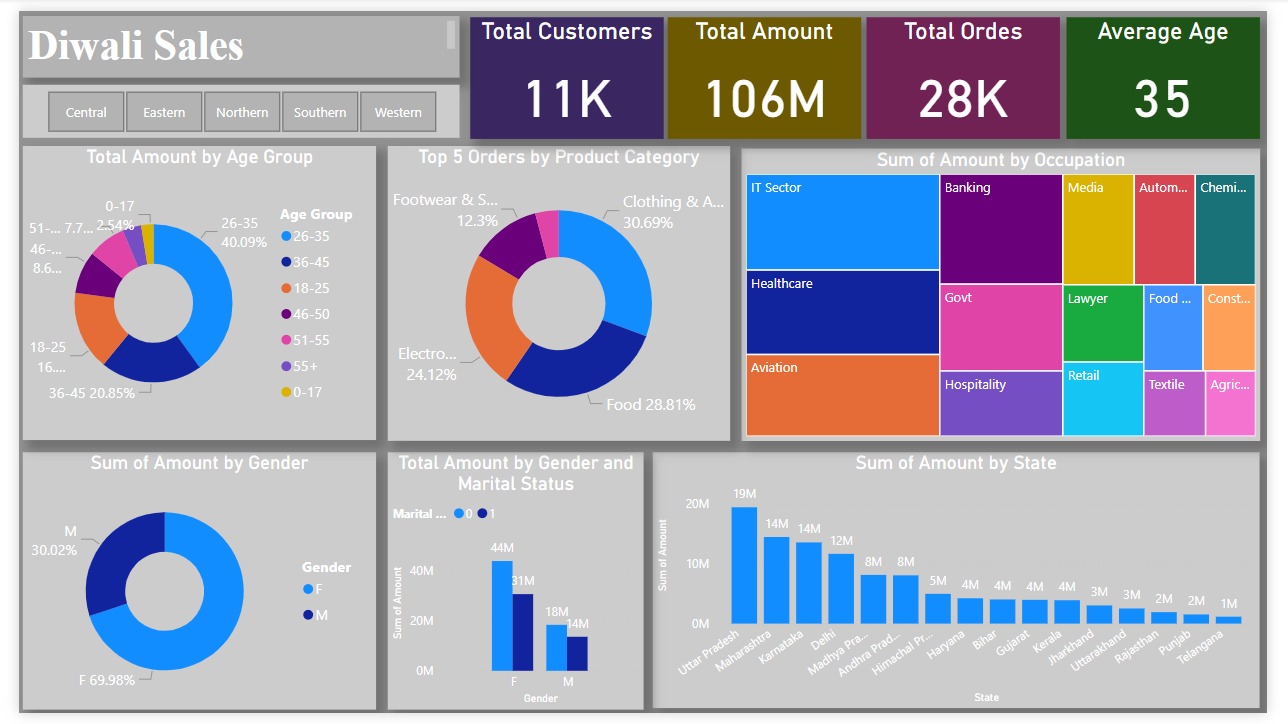 Diwali Sales
Central
Eastern
Northern
Southern
Western
Total Customers
11K
Total Amount
106M
Total Ordes
28K
Average Age
35
Total Amount by Age Group
0-17
2.54%
51-... 7.7...
46-...
8.6...
18-25
16....
36-45 20.85%
26-35
40.09%
Age Group
26-35
36-45
18-25
46-50
51-55
55+
0-17
Top 5 Orders by Product Category
Footwear & S...
12.3%
Clothing & A...
30.69%
Electro...
24.12%
Food 28.81%
Sum of Amount by Occupation
IT Sector
Healthcare
Aviation
Banking
Govt
Hospitality
Media
Autom...
Chemi...
Lawyer
Food ...
Const...
Retail
Textile
Agric...
Sum of Amount by Gender
M
30.02%
F 69.98%
Gender
F
M
Total Amount by Gender and
Marital Status
Marital ...
0
1
Sum of Amount
40M
20M
0M
44M
31M
18M
14M
F
M
Gender
Sum of Amount by State
Sum of Amount
20M
10M
0M
19M
14M
14M
12M
8M
8M
5M
4M
4M
4M
4M
3M
3M
2M
2M
1M
Uttar Pradesh
Maharashtra
Karnataka
Delhi
Madhya Pra...
Andhra Prad...
Himachal Pr...
Haryana
Bihar
Gujarat
Kerala
Jharkhand
Uttarakhand
Rajasthan
Punjab
Telangana
State